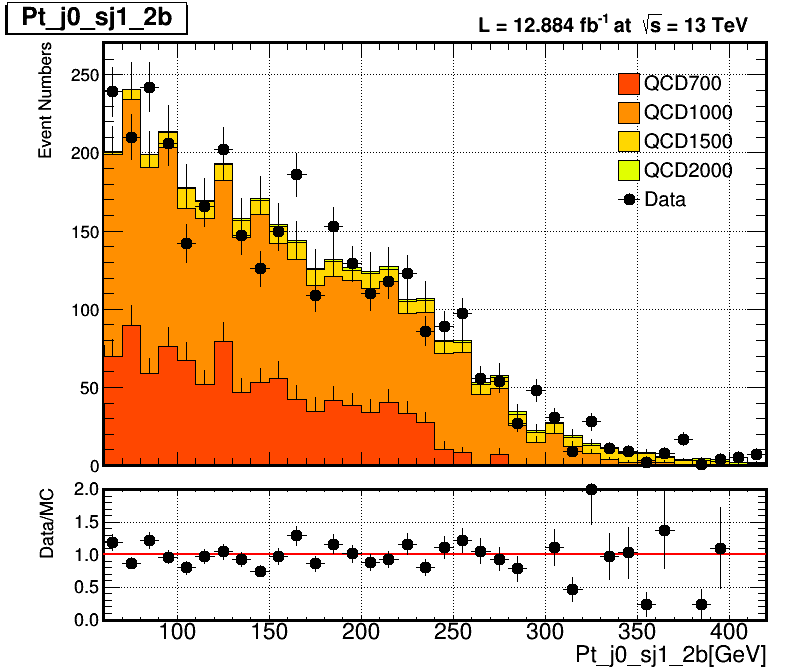 Pt_j0_sj1_2b
L = 12.884 fb-1 at √s = 13 TeV
Event Numbers
250
200
150
100
50
0
QCD700
QCD1000
QCD1500
QCD2000
Data
Data/MC
2.0
1.5
1.0
0.5
0.0
100 150 200 250 300 350 400
Pt_j0_sj1_2b[GeV]